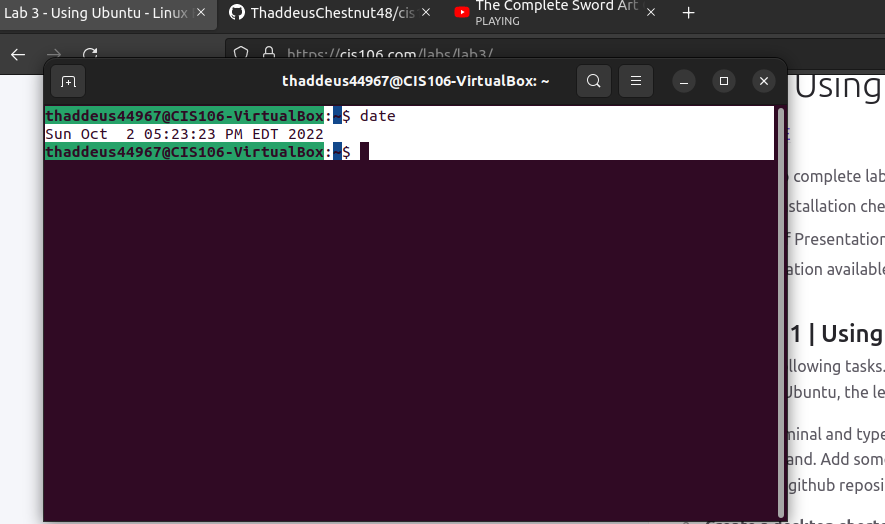 Lab 3 - Using Ubuntu - Linux
ThaddeusChestnut48/cis
The Complete Sword Art
PLAYING
https://cis106.com/labs/lab3/
thaddeus44967@CIS106-VirtualBox: ~
Using
thaddeus44967@CIS106-VirtualBox:~$ date
Sun Oct  2 05:23:23 PM EDT 2022
thaddeus44967@CIS106-VirtualBox:~$
complete lab
stallation che
f Presentation
ation available
1 | Using
llowing tasks.
Ubuntu, the le
minal and type
and. Add som
github reposi